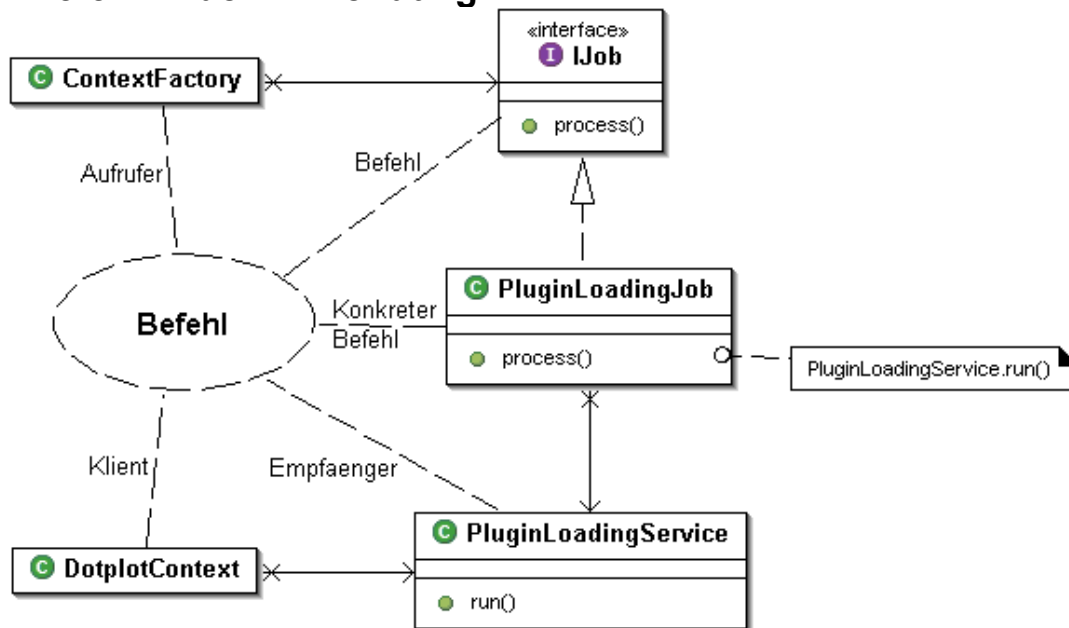 «interface»
I IJob
C ContextFactory
process()
Aufrufer
Befehl
C PluginLoadingJob
Konkreter
Befehl
Befehl
process()
PluginLoadingService.run()
Klient
Empfaenger
C PluginLoadingService
C DotplotContext
run()